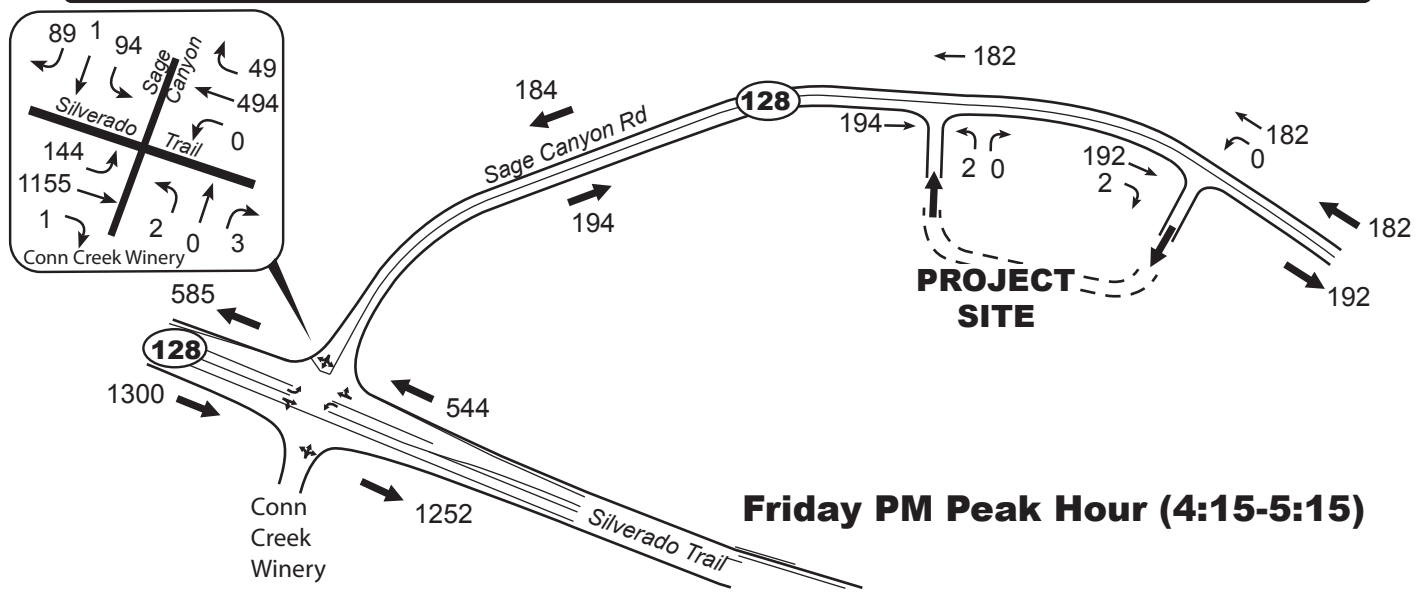 89 1 94
Sage
Canyon
49
494
Silverado
Trail
0
144
1155
1
2 0 3
Conn Creek Winery
184
Sage Canyon Rd
128
194
182
194
2 0
192
2
182
0
182
192
PROJECT
SITE
585
128
1300
544
1252
Conn
Creek
Winery
Silverado Trail
Friday PM Peak Hour (4:15-5:15)